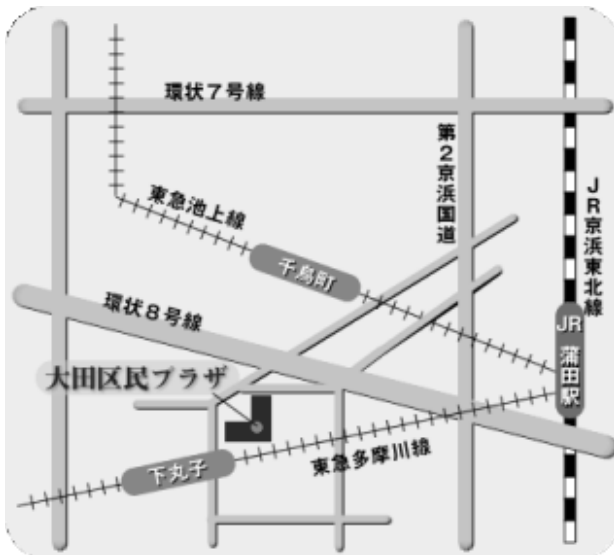 環状7号線
第2京浜国道
JR京浜東北線
東急池上線
千鳥町
環状8号線
JR蒲田駅
大田区民プラザ
下丸子
東急多摩川線